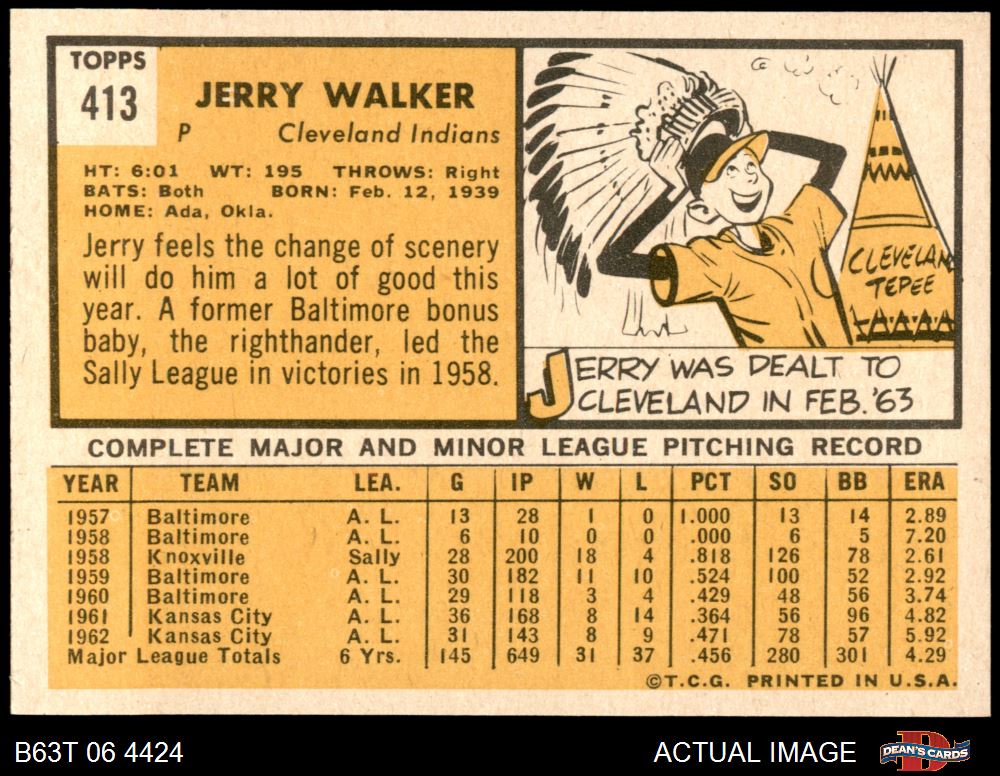 TOPPS
413
JERRY WALKER
P Cleveland Indians
HT: 6:01 WT: 195 THROWS: Right
BATS: Both BORN: Feb. 12, 1939
HOME: Ada, Okla.
Jerry feels the change of scenery
will do him a lot of good this
year. A former Baltimore bonus
baby, the righthander, led the
Sally League in victories in 1958.
CLEVELAN
TEPEE
JERRY WAS DEALT TO
CLEVELAND IN FEB. '63
COMPLETE MAJOR AND MINOR LEAGUE PITCHING RECORD
YEAR TEAM LEA. G IP W L PCT SO BB ERA
1957 Baltimore A. L. 13 28 1 0 1.000 13 14 2.89
1958 Baltimore A. L. 6 10 0 0 .000 6 5 7.20
1958 Knoxville Sally 28 200 18 4 .818 126 78 2.61
1959 Baltimore A. L. 30 182 11 10 .524 100 52 2.92
1960 Baltimore A. L. 29 118 3 4 .429 48 56 3.74
1961 Kansas City A. L. 36 168 8 14 .364 56 96 4.82
1962 Kansas City A. L. 31 143 8 9 .471 78 57 5.92
Major League Totals 6 Yrs. 145 649 31 37 .456 280 301 4.29
©T.C.G. PRINTED IN U.S.A.
B63T 06 4424 ACTUAL IMAGE DEAN'S CARDS